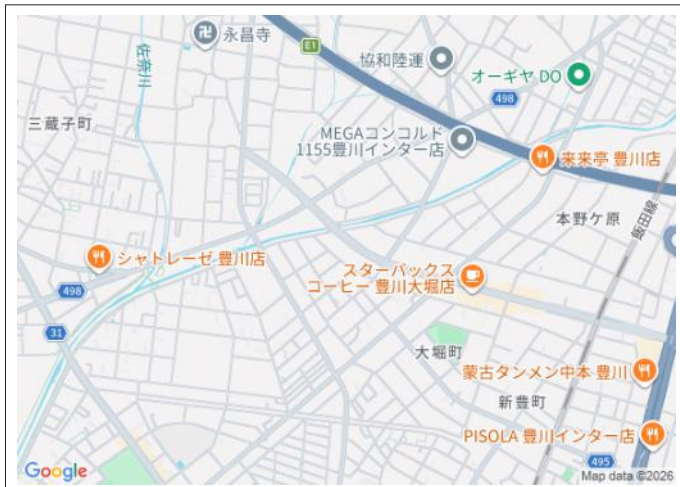 永昌寺
E1
佐奈川
協和陸運
オーギヤ DO
498
三蔵子町
MEGAコンコルド
1155豊川インター店
来来亭 豊川店
本野ケ原
飯田線
シャトレーゼ 豊川店
スターバックス
コーヒー 豊川大堀店
498
31
大堀町
蒙古タンメン中本 豊川
新豊町
PISOLA 豊川インター店
495
Google
Map data ©2026